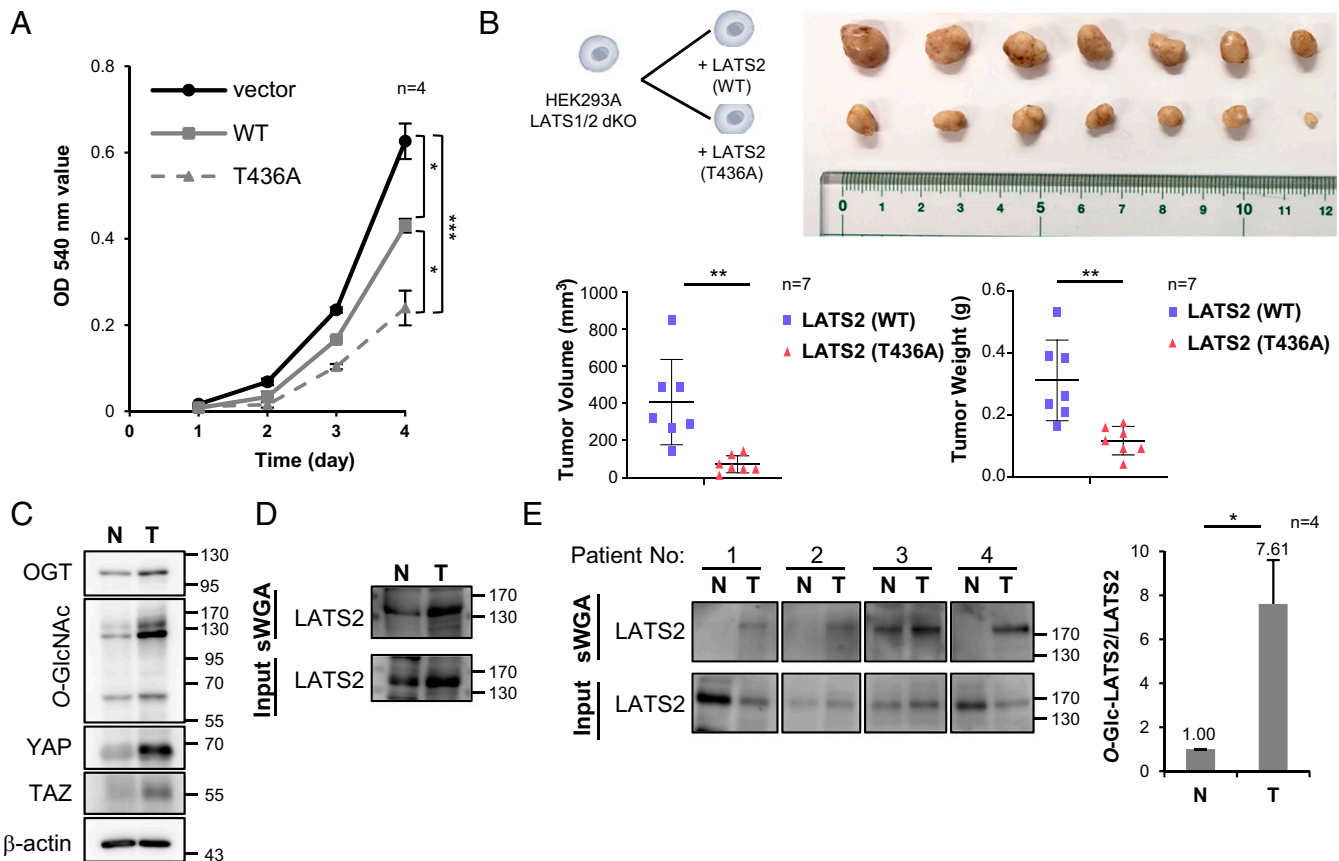 A
0.8
0.6
0.4
0.2
0
OD 540 nm value
0 1 2 3 4
Time (day)
vector
WT
T436A
n=4
*
***
*
B
HEK293A
LATS1/2 dKO
+ LATS2
(WT)
+ LATS2
(T436A)
0 1 2 3 4 5 6 7 8 9 10 11 12
1000
800
600
400
200
0
Tumor Volume (mm³)
**
n=7
LATS2 (WT)
LATS2 (T436A)
0.6
0.4
0.2
0.0
Tumor Weight (g)
**
n=7
LATS2 (WT)
LATS2 (T436A)
C
N T
OGT
130
95
O-GlcNAc
170
130
95
70
55
YAP
70
TAZ
55
β-actin
43
D
N T
sWGA
LATS2
170
130
Input
LATS2
170
130
E
Patient No: 1 2 3 4
N T N T N T N T
sWGA
LATS2
170
130
Input
LATS2
170
130
O-Glc-LATS2/LATS2
10
8
6
4
2
0
*
n=4
7.61
1.00
N T